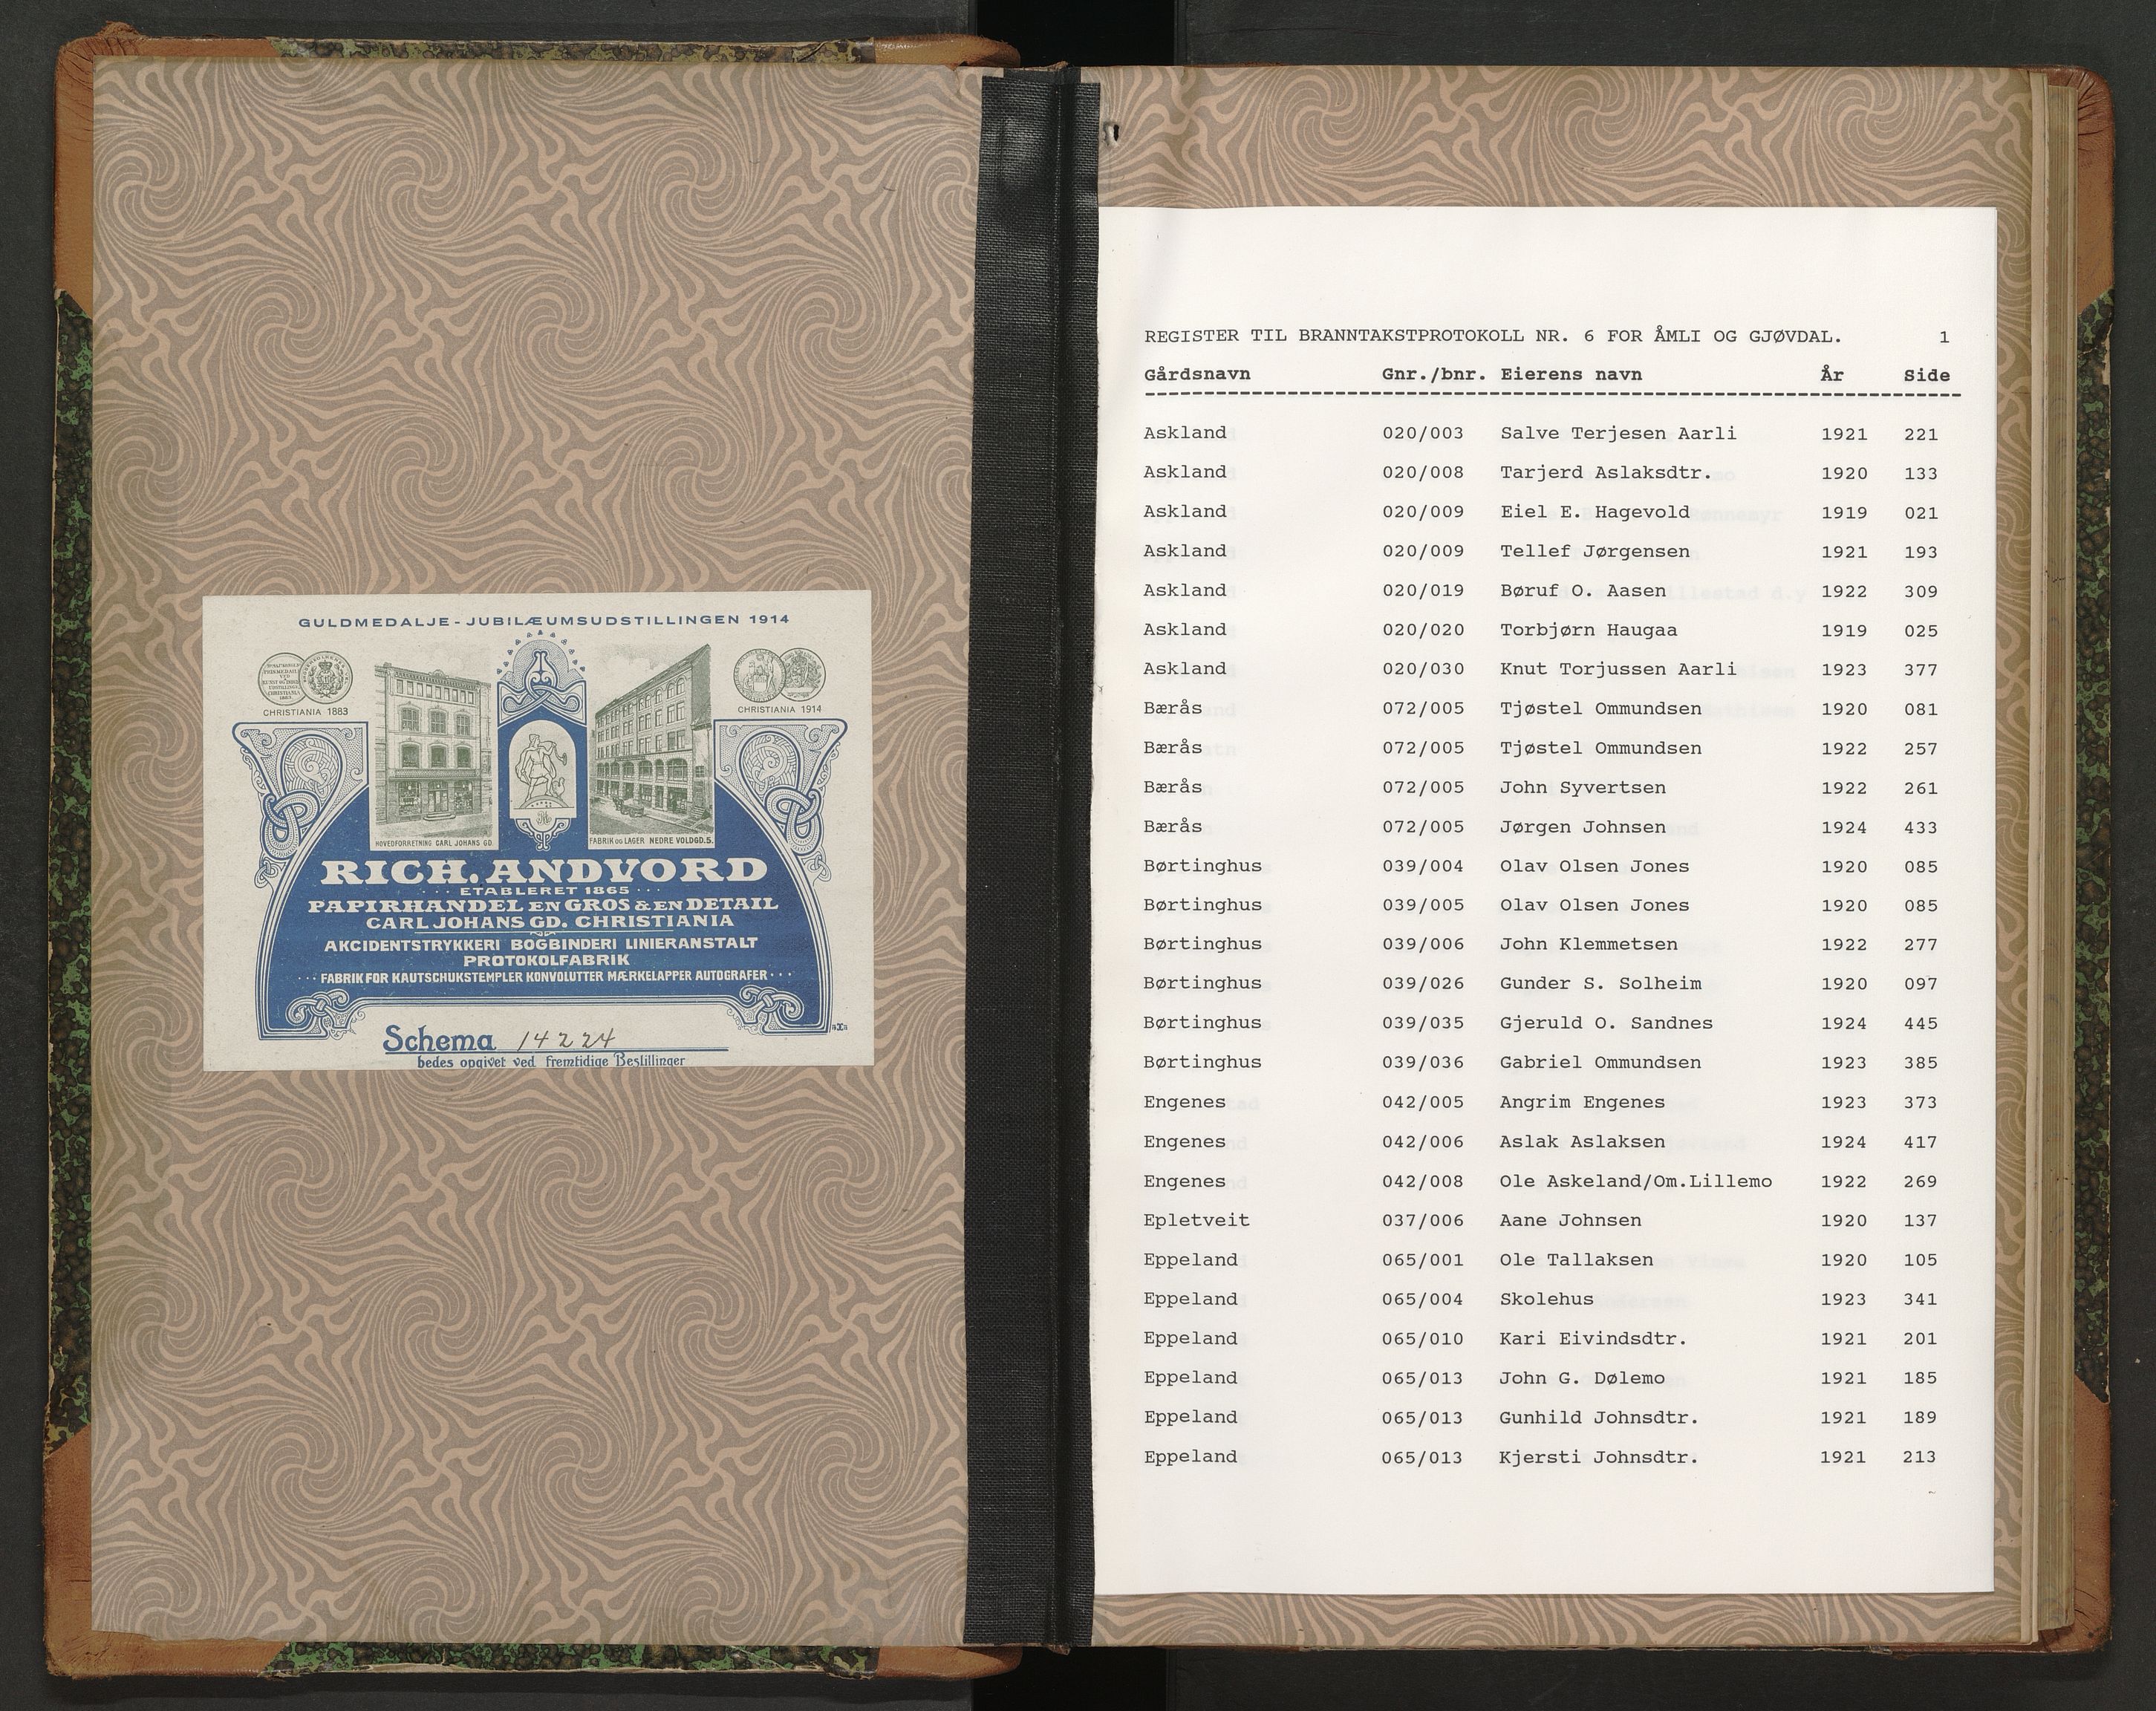 GULDMEDALJE - JUBILÆUMSUDSTILLINGEN 1914
CHRISTIANIA 1883
CHRISTIANIA 1914
HOVEDFORRETNING CARL JOHANS GD.
FABRIK OG LAGER NEDRE VOLDGD.5.
RICH. ANDVORD
ETABLERET 1865
PAPIRHANDEL EN GROS & EN DETAIL
CARL JOHANS GD. CHRISTIANIA
AKCIDENTSTRYKKERI BOGBINDERI LINIERANSTALT
PROTOKOLFABRIK
FABRIK FOR KAUTSCHUKSTEMPLER KONVOLUTTER MÆRKELAPPER AUTOGRAFER
Schema 14224
bedes opgivet ved fremtidige Bestillinger
REGISTER TIL BRANNTAKSTPROTOKOLL NR. 6 FOR ÅMLI OG GJØVDAL. 1
Gårdsnavn Gnr./bnr. Eierens navn År Side
Askland 020/003 Salve Terjesen Aarli 1921 221
Askland 020/008 Tarjerd Aslaksdtr. 1920 133
Askland 020/009 Eiel E. Hagevold 1919 021
Askland 020/009 Tellef Jørgensen 1921 193
Askland 020/019 Børuf O. Aasen 1922 309
Askland 020/020 Torbjørn Haugaa 1919 025
Askland 020/030 Knut Torjussen Aarli 1923 377
Bærås 072/005 Tjøstel Ommundsen 1920 081
Bærås 072/005 Tjøstel Ommundsen 1922 257
Bærås 072/005 John Syvertsen 1922 261
Bærås 072/005 Jørgen Johnsen 1924 433
Børtinghus 039/004 Olav Olsen Jones 1920 085
Børtinghus 039/005 Olav Olsen Jones 1920 085
Børtinghus 039/006 John Klemmetsen 1922 277
Børtinghus 039/026 Gunder S. Solheim 1920 097
Børtinghus 039/035 Gjeruld O. Sandnes 1924 445
Børtinghus 039/036 Gabriel Ommundsen 1923 385
Engenes 042/005 Angrim Engenes 1923 373
Engenes 042/006 Aslak Aslaksen 1924 417
Engenes 042/008 Ole Askeland/Om.Lillemo 1922 269
Epletveit 037/006 Aane Johnsen 1920 137
Eppeland 065/001 Ole Tallaksen 1920 105
Eppeland 065/004 Skolehus 1923 341
Eppeland 065/010 Kari Eivindsdtr. 1921 201
Eppeland 065/013 John G. Dølemo 1921 185
Eppeland 065/013 Gunhild Johnsdtr. 1921 189
Eppeland 065/013 Kjersti Johnsdtr. 1921 213